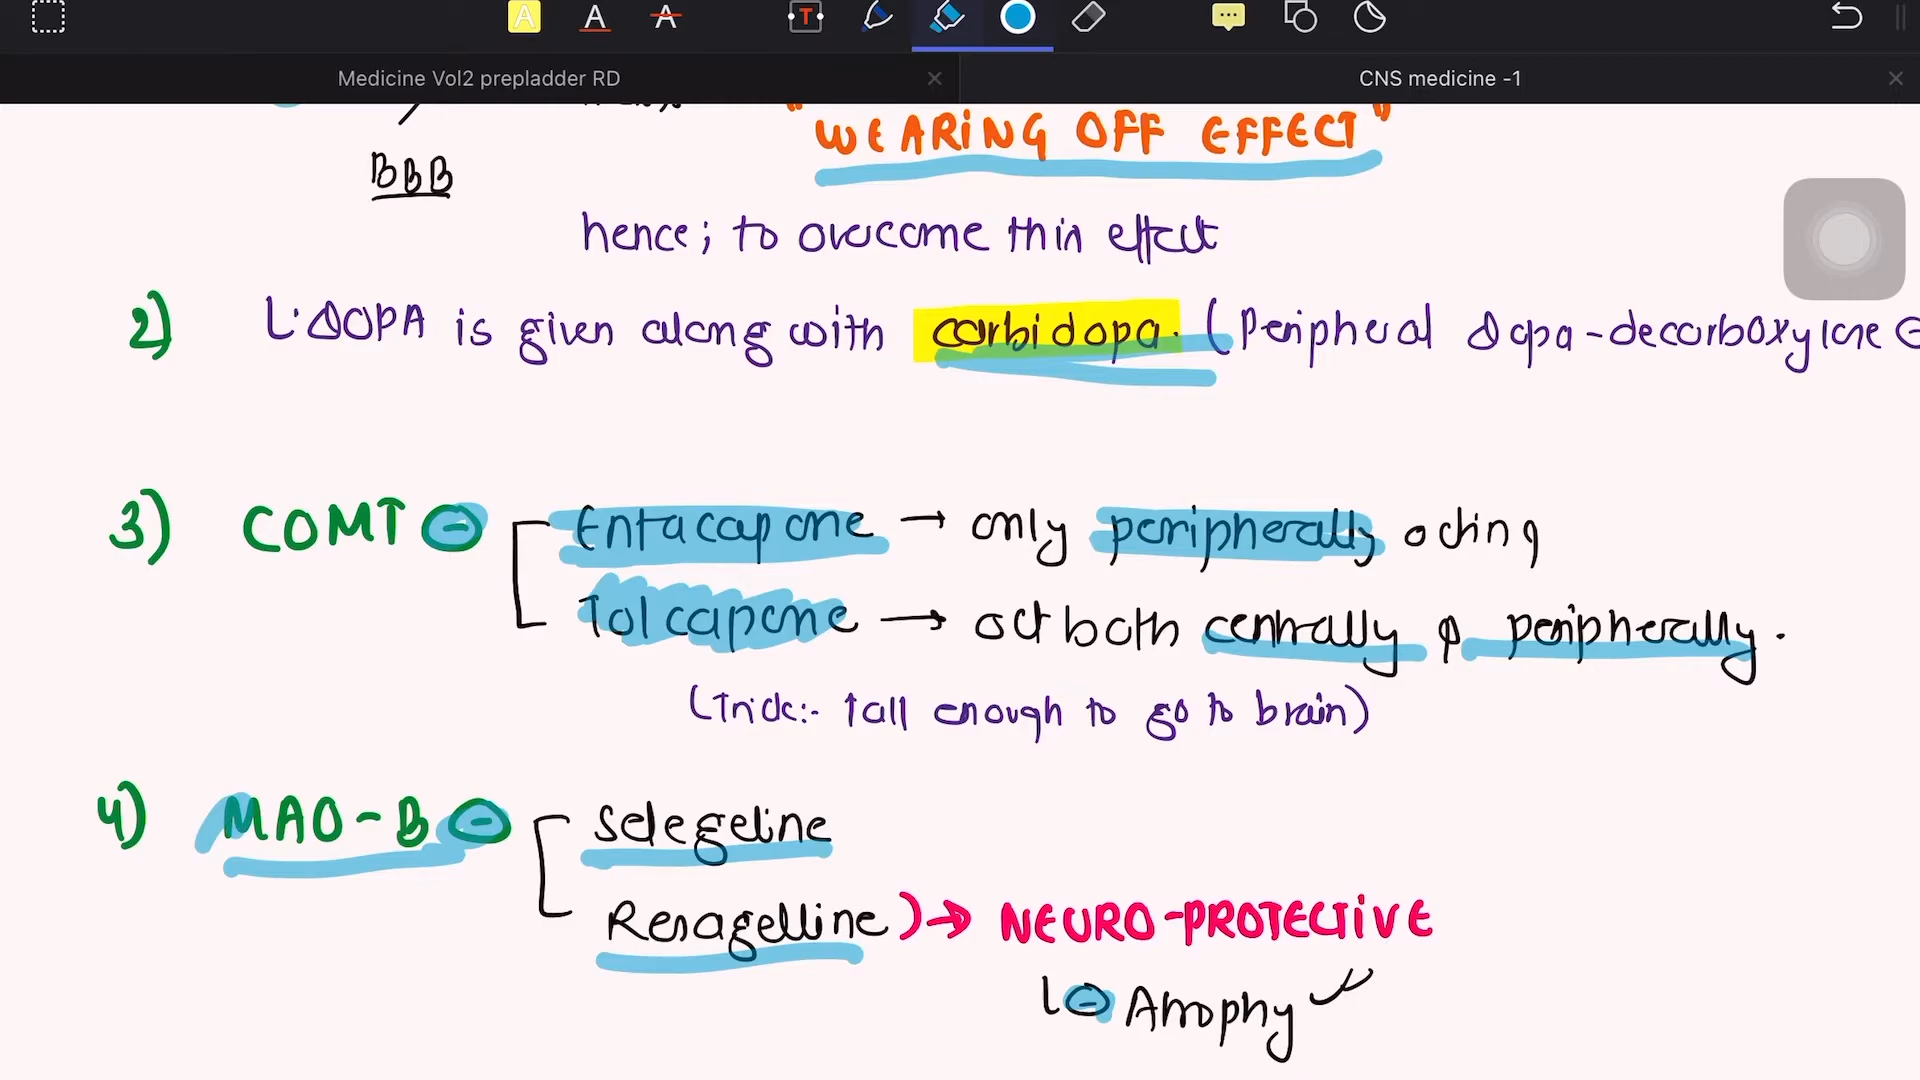 Medicine Vol2 prepladder RD
CNS medicine -1
"WEARING OFF EFFECT"
BBB
hence; to overcome this effect
2) L-DOPA is given along with carbidopa. (Peripheral Dopa-decarboxylase ⊖
3) COMT ⊖ Entacapone → only peripherally acting
Tolcapone → act both centrally & peripherally.
(Trick:- tall enough to go to brain)
4) MAO-B ⊖ Selegeline
Resagelline) → NEURO-PROTECTIVE
⊖ Atrophy ✓